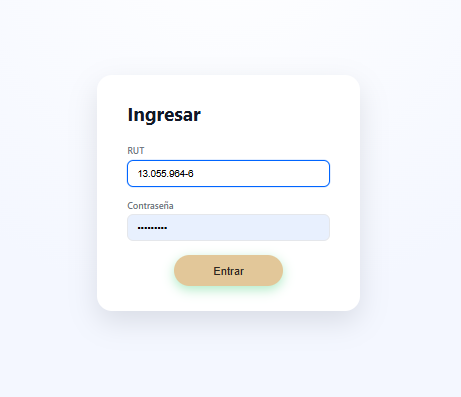 Ingresar
RUT
13.055.964-6
Contraseña
•••••••••
Entrar